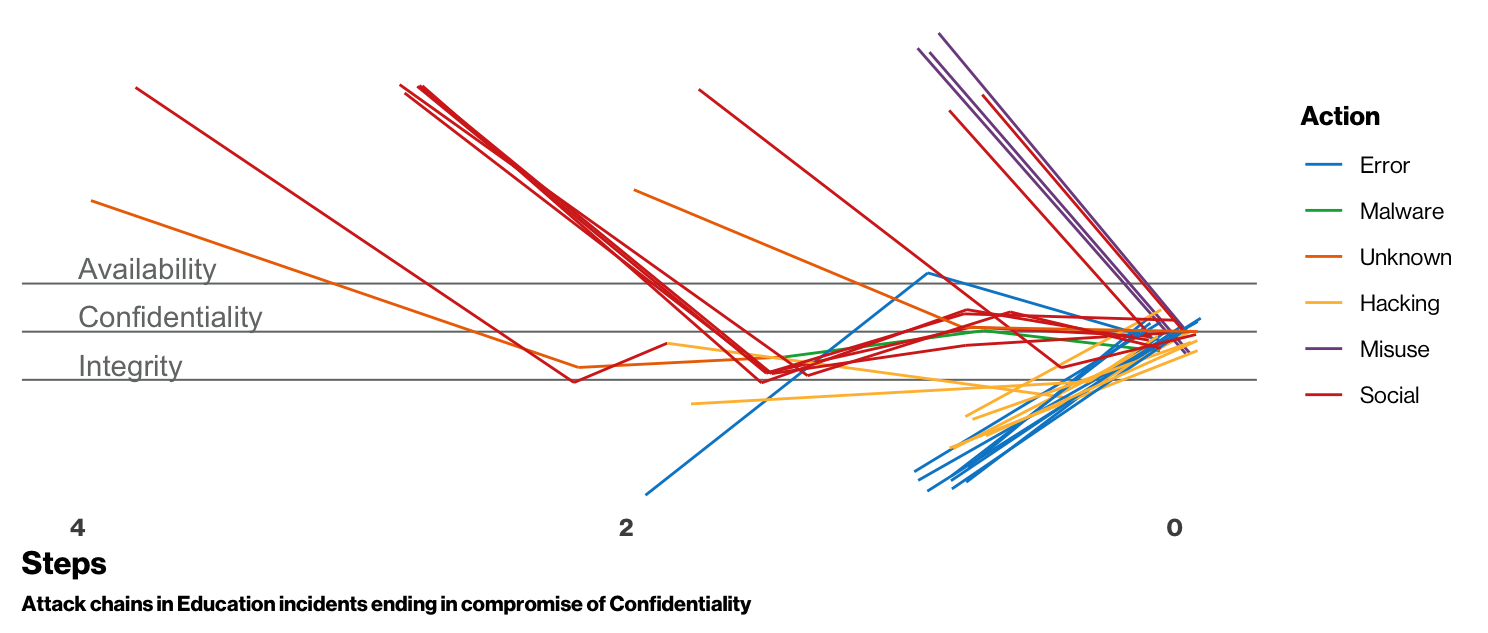 Availability
Confidentiality
Integrity
4 2 0
Steps
Attack chains in Education incidents ending in compromise of Confidentiality
Action
Error
Malware
Unknown
Hacking
Misuse
Social